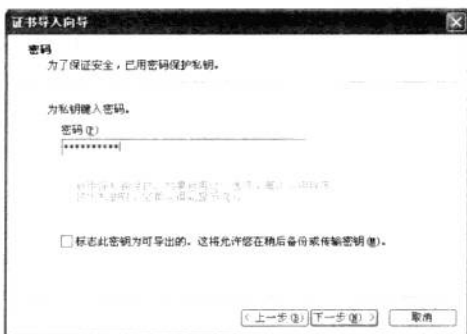 证书导入向导
密码
为了保证安全，已用密码保护私钥。
为私钥键入密码。
密码(P)
**********
标志此密钥为可导出的。这将允许您在稍后备份或传输密钥(M)。
<上一步(B) 下一步(N)> 取消